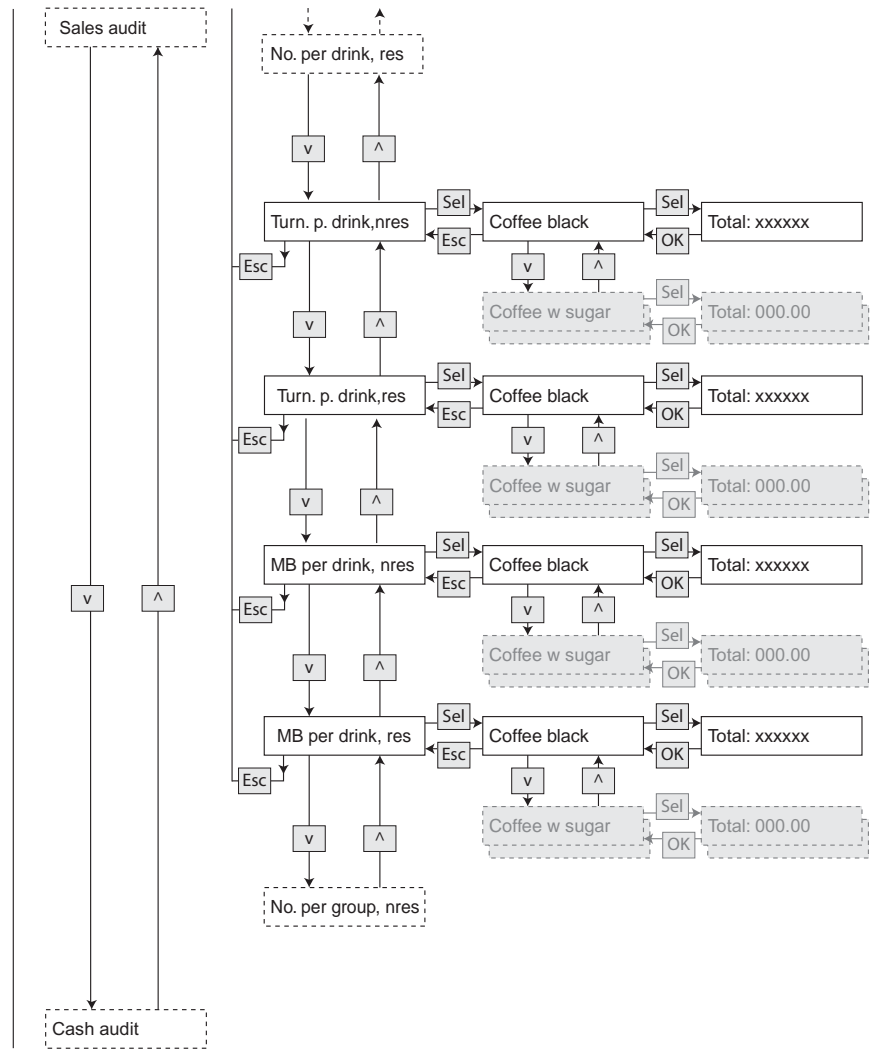 Sales audit
No. per drink, res
v ^
Turn. p. drink,nres Sel Coffee black Sel Total: xxxxxx
Esc OK
Esc v ^
Coffee w sugar Sel Total: 000.00
OK
v ^
Turn. p. drink,res Sel Coffee black Sel Total: xxxxxx
Esc OK
Esc v ^
Coffee w sugar Sel Total: 000.00
OK
v ^
MB per drink, nres Sel Coffee black Sel Total: xxxxxx
Esc OK
v ^ Esc v ^
Coffee w sugar Sel Total: 000.00
OK
v ^
MB per drink, res Sel Coffee black Sel Total: xxxxxx
Esc OK
Esc v ^
Coffee w sugar Sel Total: 000.00
OK
v ^
No. per group, nres
Cash audit